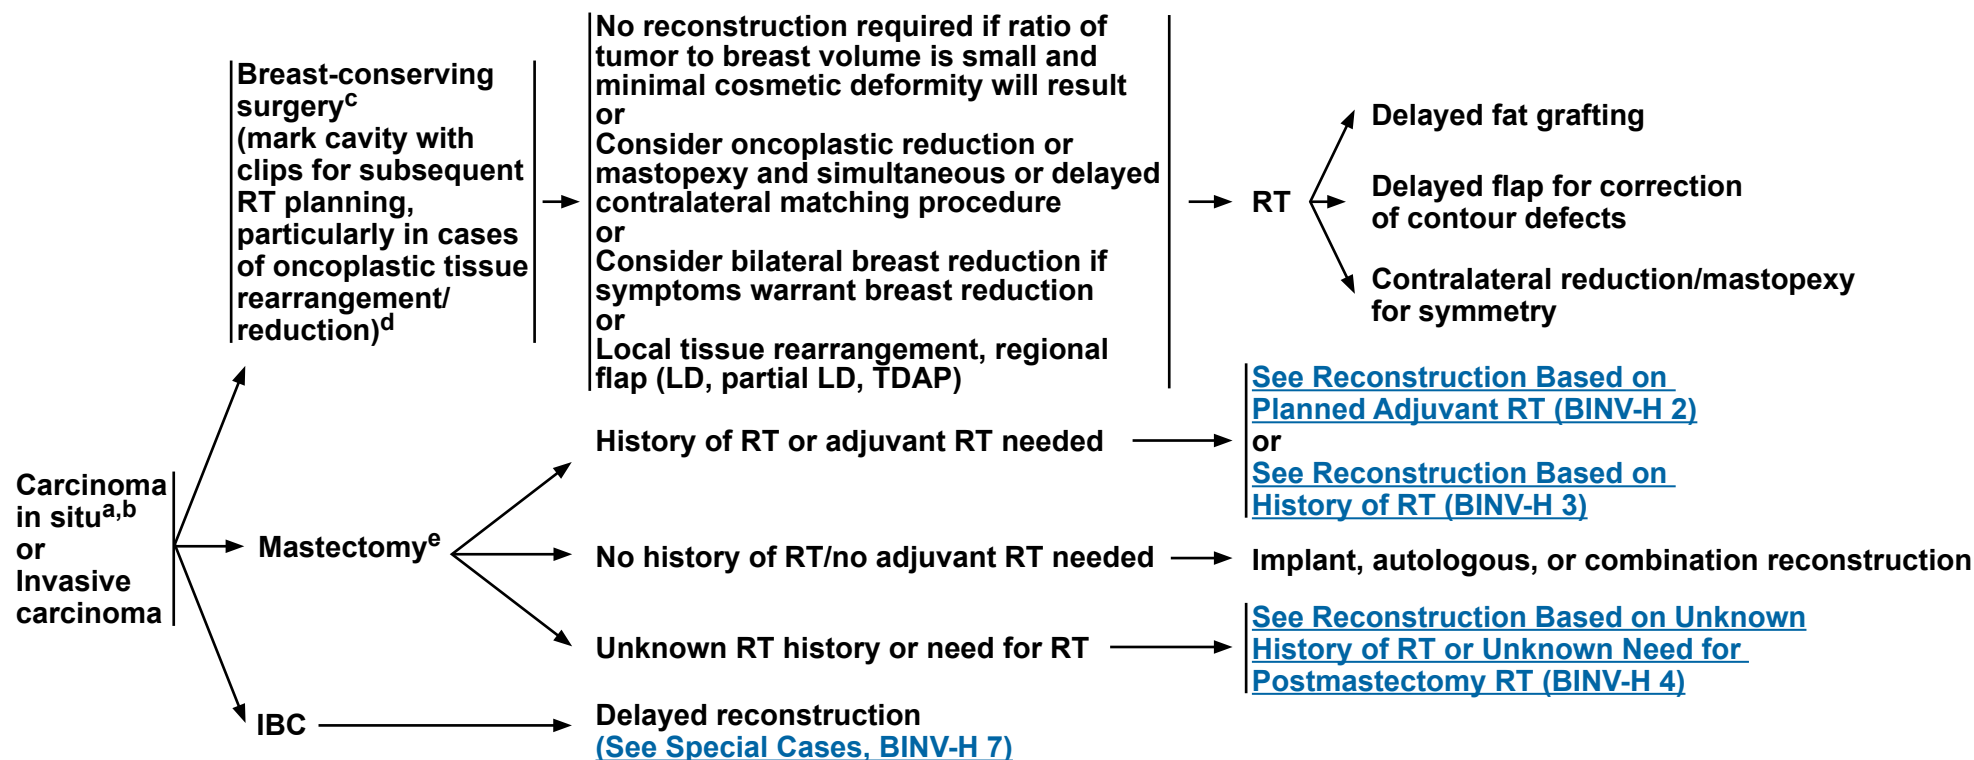 Breast-conserving
surgeryc
(mark cavity with
clips for subsequent
RT planning,
particularly in cases
of oncoplastic tissue
rearrangement/
reduction)d
No reconstruction required if ratio of
tumor to breast volume is small and
minimal cosmetic deformity will result
or
Consider oncoplastic reduction or
mastopexy and simultaneous or delayed
contralateral matching procedure
or
Consider bilateral breast reduction if
symptoms warrant breast reduction
or
Local tissue rearrangement, regional
flap (LD, partial LD, TDAP)
RT
Delayed fat grafting
Delayed flap for correction
of contour defects
Contralateral reduction/mastopexy
for symmetry
Carcinoma
in situa,b
or
Invasive
carcinoma
Mastectomye
History of RT or adjuvant RT needed
See Reconstruction Based on
Planned Adjuvant RT (BINV-H 2)
or
See Reconstruction Based on
History of RT (BINV-H 3)
No history of RT/no adjuvant RT needed
Implant, autologous, or combination reconstruction
Unknown RT history or need for RT
See Reconstruction Based on Unknown
History of RT or Unknown Need for
Postmastectomy RT (BINV-H 4)
IBC
Delayed reconstruction
(See Special Cases, BINV-H 7)